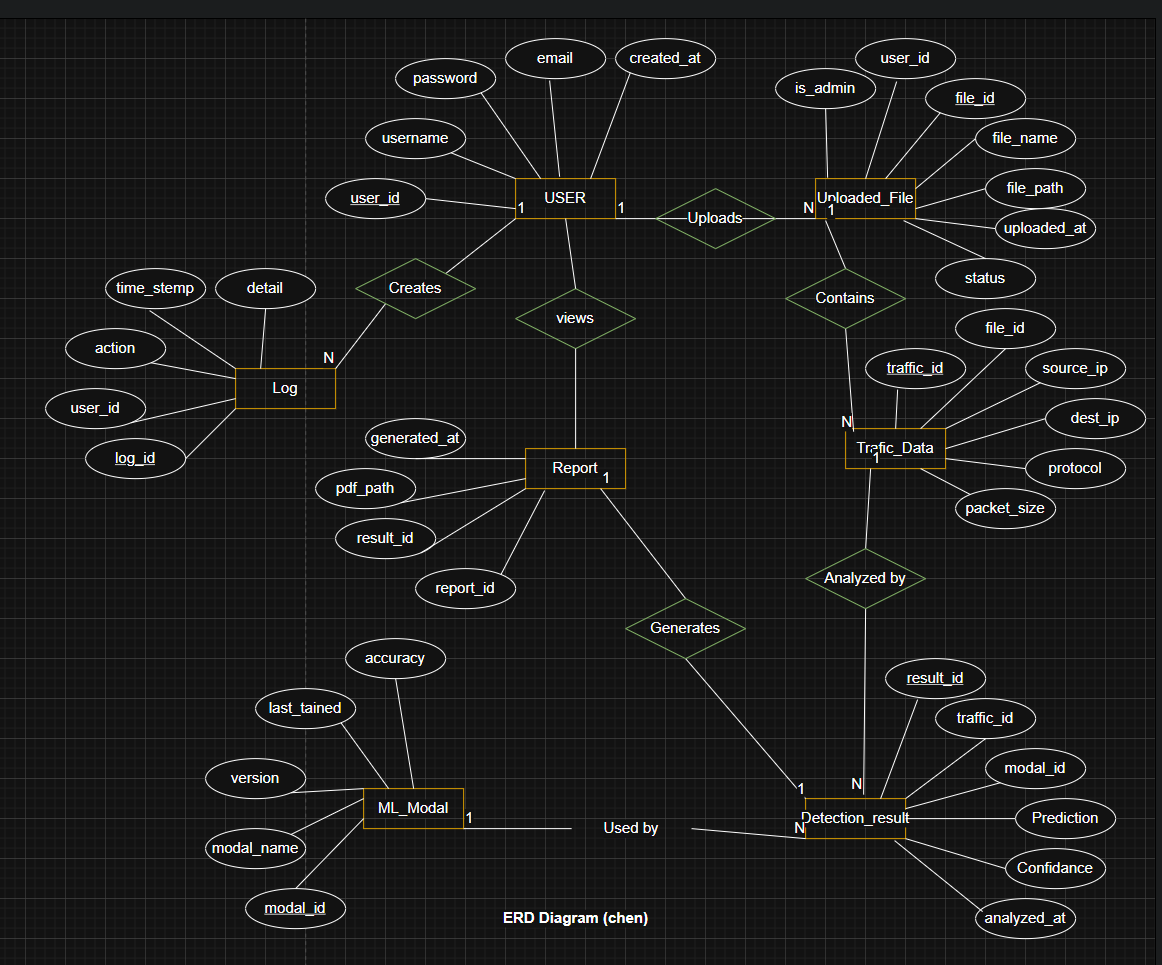 email
user_id
created_at
password
is_admin
file_id
username
file_name
user_id
USER
Uploaded_File
file_path
1
1
N
1
Uploads
uploaded_at
status
time_stemp
detail
Creates
Contains
views
file_id
action
N
traffic_id
source_ip
Log
user_id
dest_ip
N
generated_at
Trafic_Data
1
log_id
Report
1
protocol
pdf_path
packet_size
result_id
report_id
Analyzed by
Generates
accuracy
result_id
last_tained
traffic_id
version
modal_id
1
N
ML_Modal
1
Used by
N
Detection_result
Prediction
modal_name
Confidance
modal_id
analyzed_at
ERD Diagram (chen)